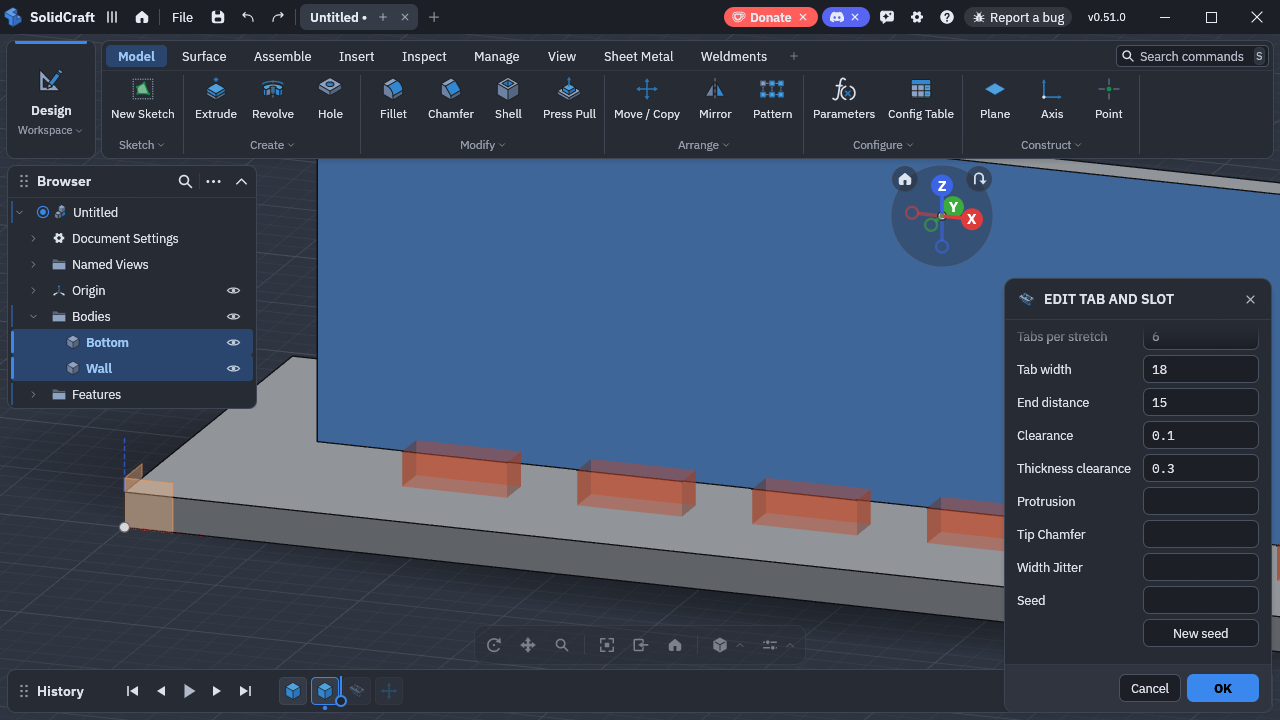 SolidCraft
File
Untitled •
Donate
Report a bug
v0.51.0
Design
Workspace
Model
Surface
Assemble
Insert
Inspect
Manage
View
Sheet Metal
Weldments
Search commands
S
New Sketch
Extrude
Revolve
Hole
Fillet
Chamfer
Shell
Press Pull
Move / Copy
Mirror
Pattern
Parameters
Config Table
Plane
Axis
Point
Sketch
Create
Modify
Arrange
Configure
Construct
Browser
Untitled
Document Settings
Named Views
Origin
Bodies
Bottom
Wall
Features
Z
Y
X
EDIT TAB AND SLOT
Tabs per stretch 6
Tab width 18
End distance 15
Clearance 0.1
Thickness clearance 0.3
Protrusion
Tip Chamfer
Width Jitter
Seed
New seed
Cancel
OK
History